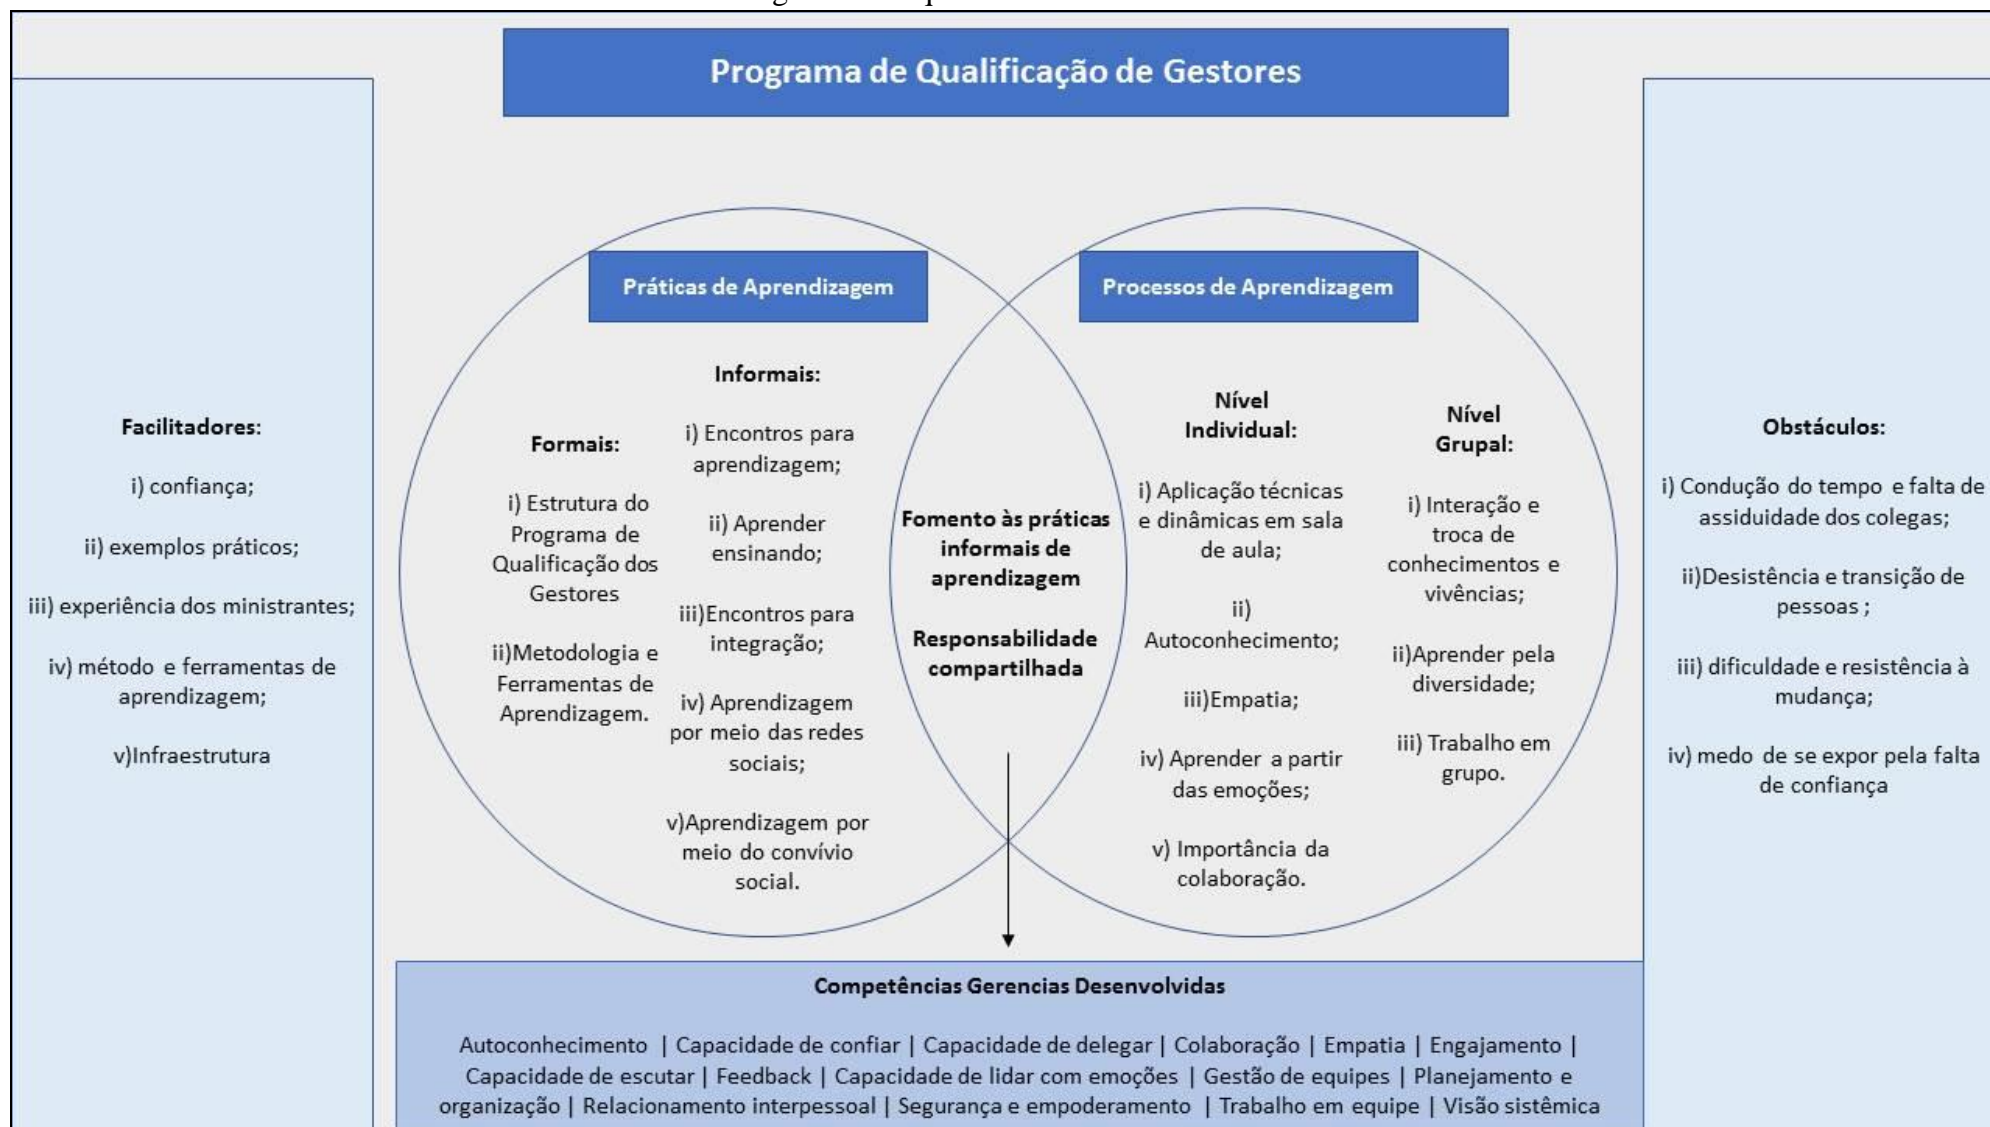 Programa de Qualificação de Gestores
Facilitadores:
i) confiança;
ii) exemplos práticos;
iii) experiência dos ministrantes;
iv) método e ferramentas de
aprendizagem;
v)Infraestrutura
Práticas de Aprendizagem
Formais:
i) Estrutura do
Programa de
Qualificação dos
Gestores
ii)Metodologia e
Ferramentas de
Aprendizagem.
Informais:
i) Encontros para
aprendizagem;
ii) Aprender
ensinando;
iii)Encontros para
integração;
iv) Aprendizagem
por meio das redes
sociais;
v)Aprendizagem por
meio do convívio
social.
Fomento às práticas
informais de
aprendizagem
Responsabilidade
compartilhada
Processos de Aprendizagem
Nível
Individual:
i) Aplicação técnicas
e dinâmicas em sala
de aula;
ii)
Autoconhecimento;
iii)Empatia;
iv) Aprender a partir
das emoções;
v) Importância da
colaboração.
Nível
Grupal:
i) Interação e
troca de
conhecimentos e
vivências;
ii)Aprender pela
diversidade;
iii) Trabalho em
grupo.
Obstáculos:
i) Condução do tempo e falta de
assiduidade dos colegas;
ii)Desistência e transição de
pessoas ;
iii) dificuldade e resistência à
mudança;
iv) medo de se expor pela falta
de confiança
Competências Gerencias Desenvolvidas
Autoconhecimento | Capacidade de confiar | Capacidade de delegar | Colaboração | Empatia | Engajamento |
Capacidade de escutar | Feedback | Capacidade de lidar com emoções | Gestão de equipes | Planejamento e
organização | Relacionamento interpessoal | Segurança e empoderamento | Trabalho em equipe | Visão sistêmica